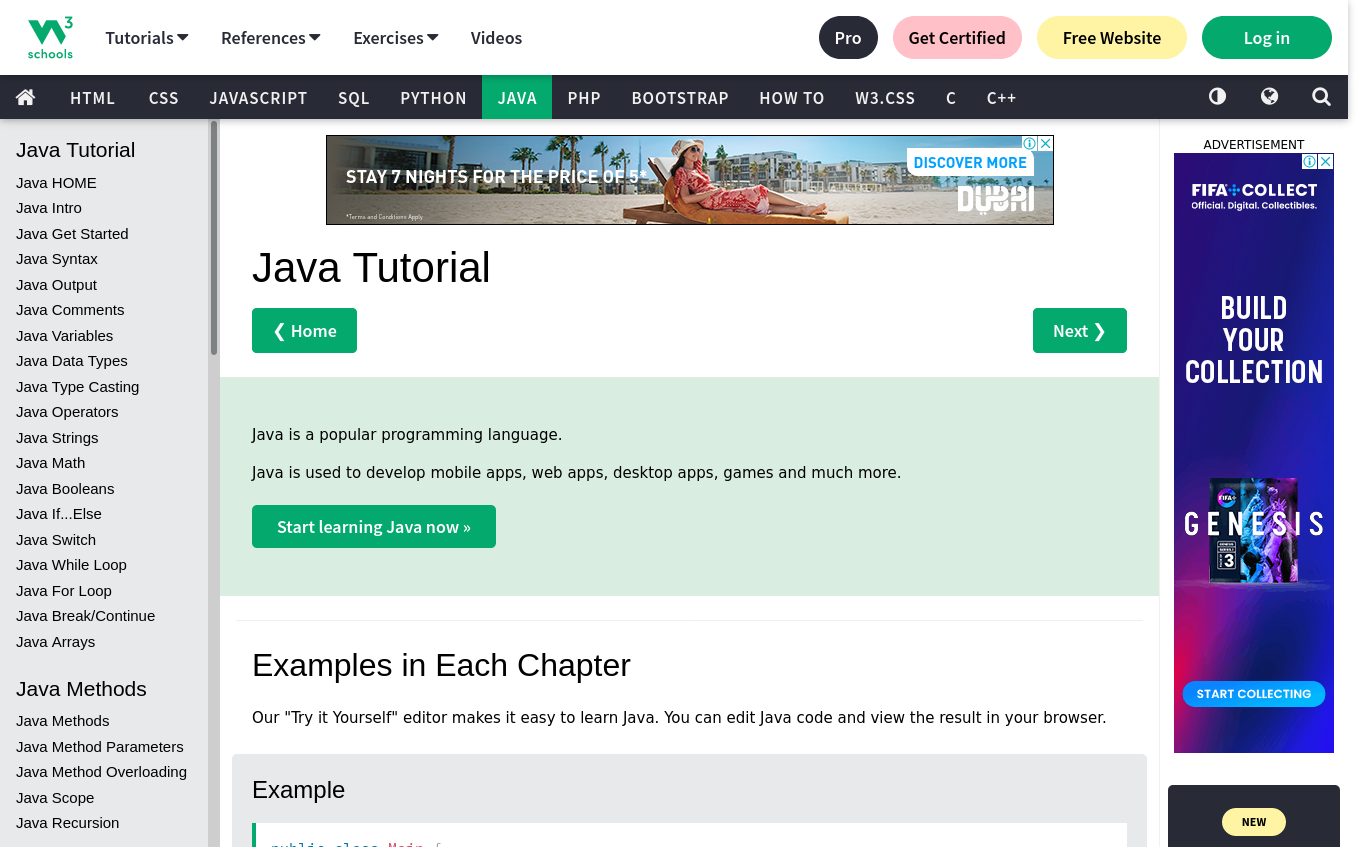 3
schools
Tutorials
References
Exercises
Videos
Pro
Get Certified
Free Website
Log in
HTML CSS JAVASCRIPT SQL PYTHON JAVA PHP BOOTSTRAP HOW TO W3.CSS C C++
Java Tutorial
Java HOME
Java Intro
Java Get Started
Java Syntax
Java Output
Java Comments
Java Variables
Java Data Types
Java Type Casting
Java Operators
Java Strings
Java Math
Java Booleans
Java If...Else
Java Switch
Java While Loop
Java For Loop
Java Break/Continue
Java Arrays
Java Methods
Java Methods
Java Method Parameters
Java Method Overloading
Java Scope
Java Recursion
STAY 7 NIGHTS FOR THE PRICE OF 5*
*Terms and Conditions Apply
DISCOVER MORE
DUBAI
Java Tutorial
❮ Home
Next ❯
Java is a popular programming language.
Java is used to develop mobile apps, web apps, desktop apps, games and much more.
Start learning Java now »
Examples in Each Chapter
Our "Try it Yourself" editor makes it easy to learn Java. You can edit Java code and view the result in your browser.
Example
public class Main {
ADVERTISEMENT
FIFA+COLLECT
Official. Digital. Collectibles.
BUILD
YOUR
COLLECTION
FIFA+
GENESIS
3
START COLLECTING
NEW